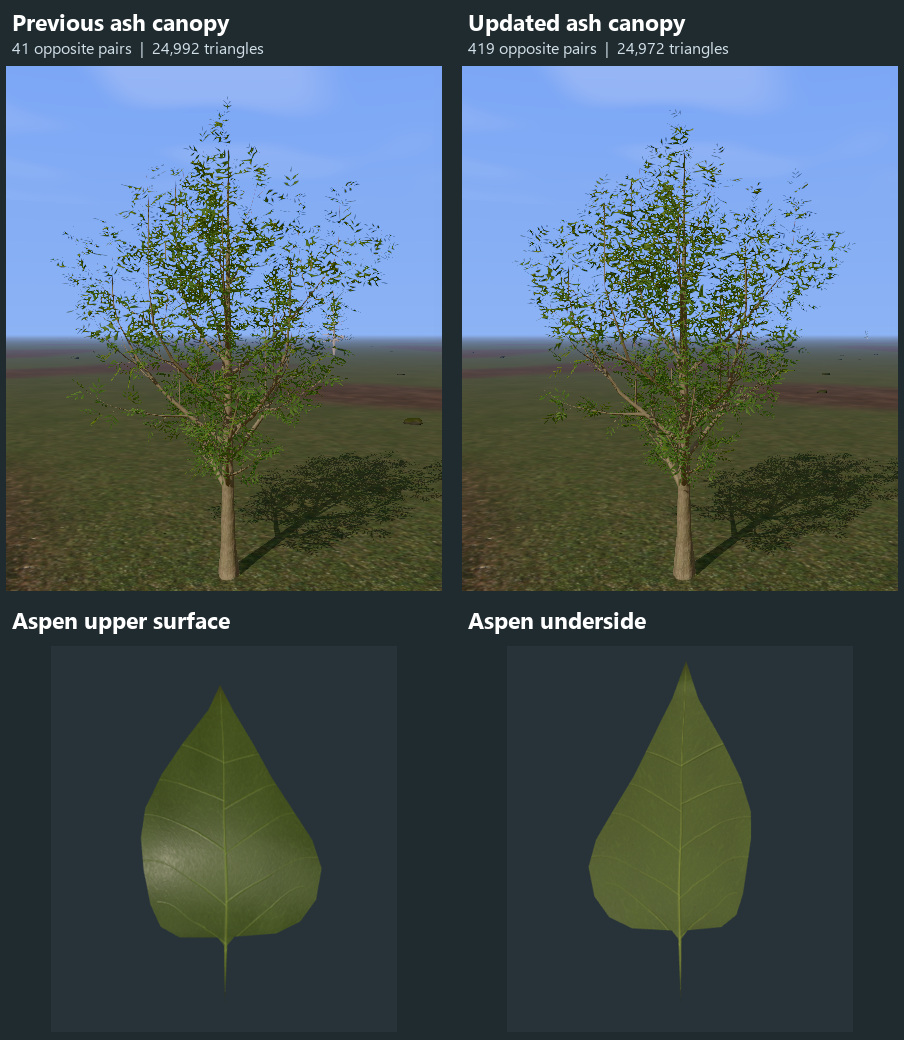 Previous ash canopy
41 opposite pairs | 24,992 triangles
Updated ash canopy
419 opposite pairs | 24,972 triangles
Aspen upper surface
Aspen underside